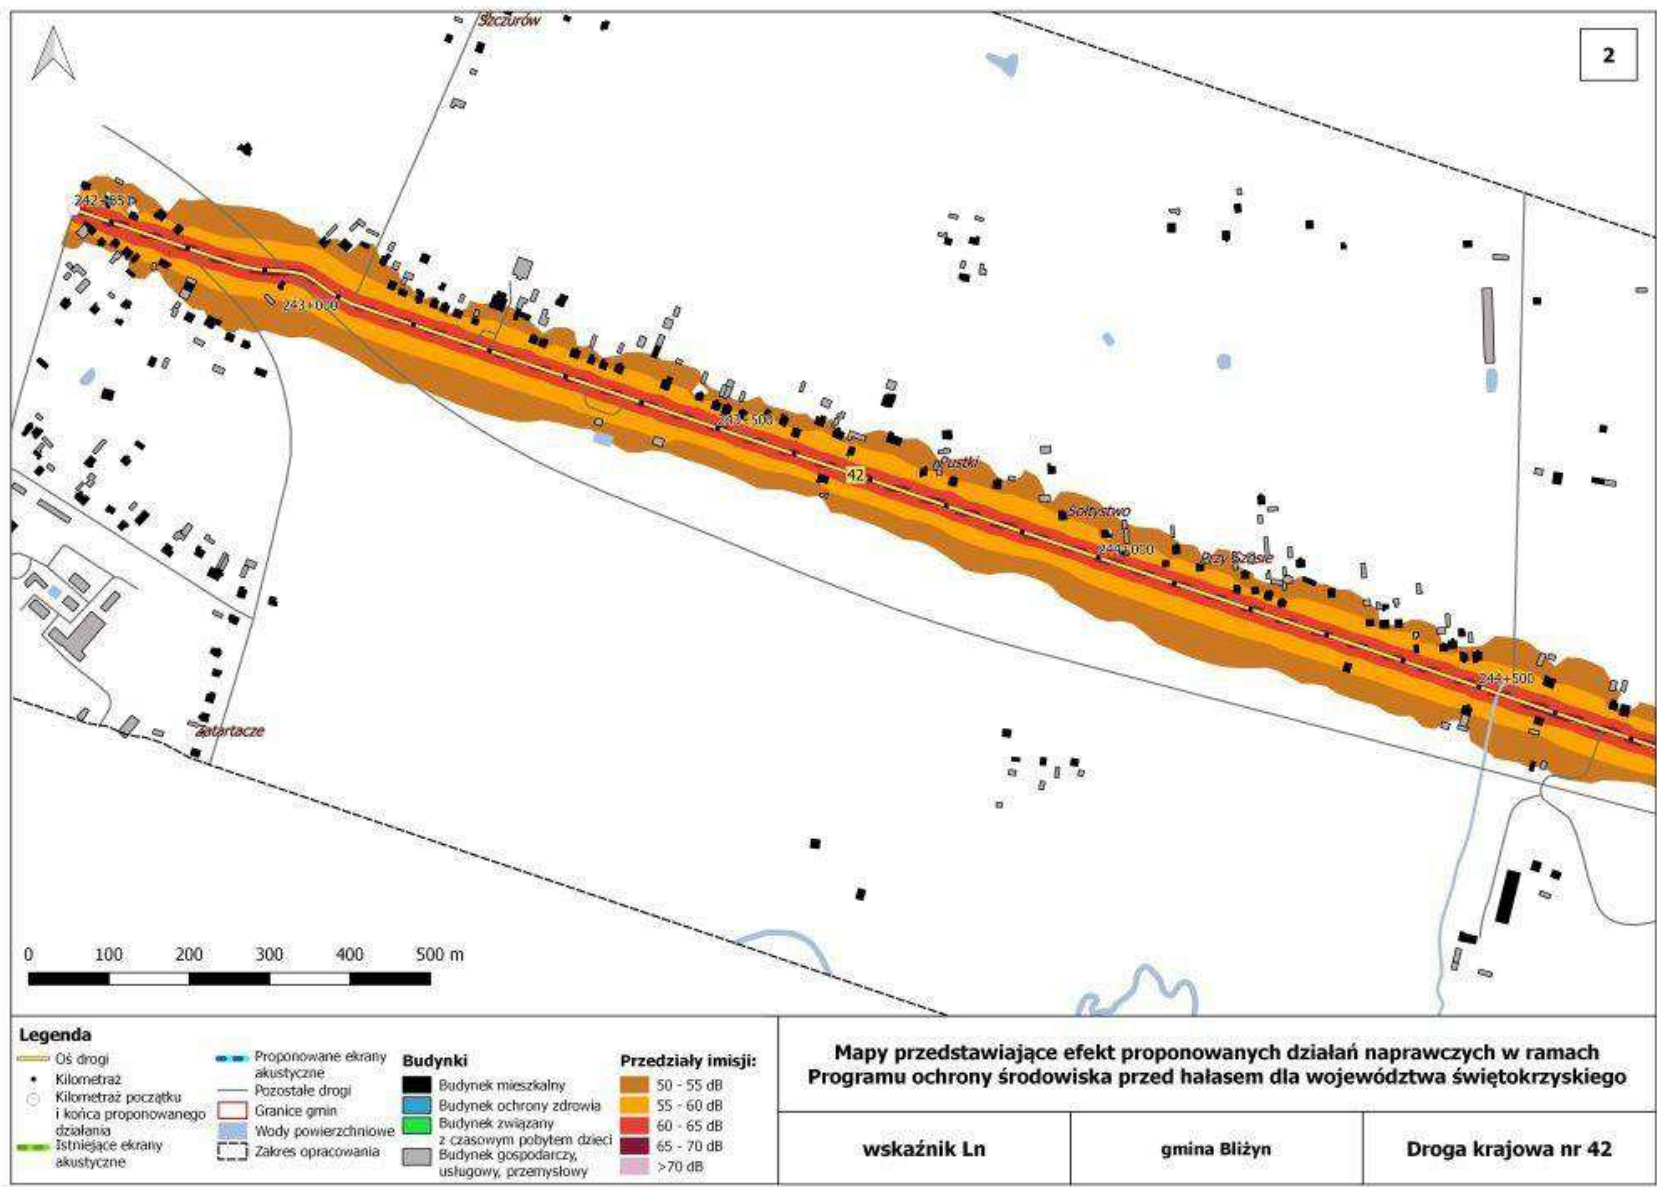 Szczurów
2
242+651
243+000
243+500
42
Pustki
Sołtystwo
244+000
Przy Szosie
244+500
Zatartacze
0 100 200 300 400 500 m
Legenda
Oś drogi
Kilometraż
Kilometraż początku
i końca proponowanego
działania
Istniejące ekrany
akustyczne
Proponowane ekrany
akustyczne
Pozostałe drogi
Granice gmin
Wody powierzchniowe
Zakres opracowania
Budynki
Budynek mieszkalny
Budynek ochrony zdrowia
Budynek związany
z czasowym pobytem dzieci
Budynek gospodarczy,
usługowy, przemysłowy
Przedziały imisji:
50 - 55 dB
55 - 60 dB
60 - 65 dB
65 - 70 dB
>70 dB
Mapy przedstawiające efekt proponowanych działań naprawczych w ramach
Programu ochrony środowiska przed hałasem dla województwa świętokrzyskiego
wskaźnik Ln
gmina Bliżyn
Droga krajowa nr 42